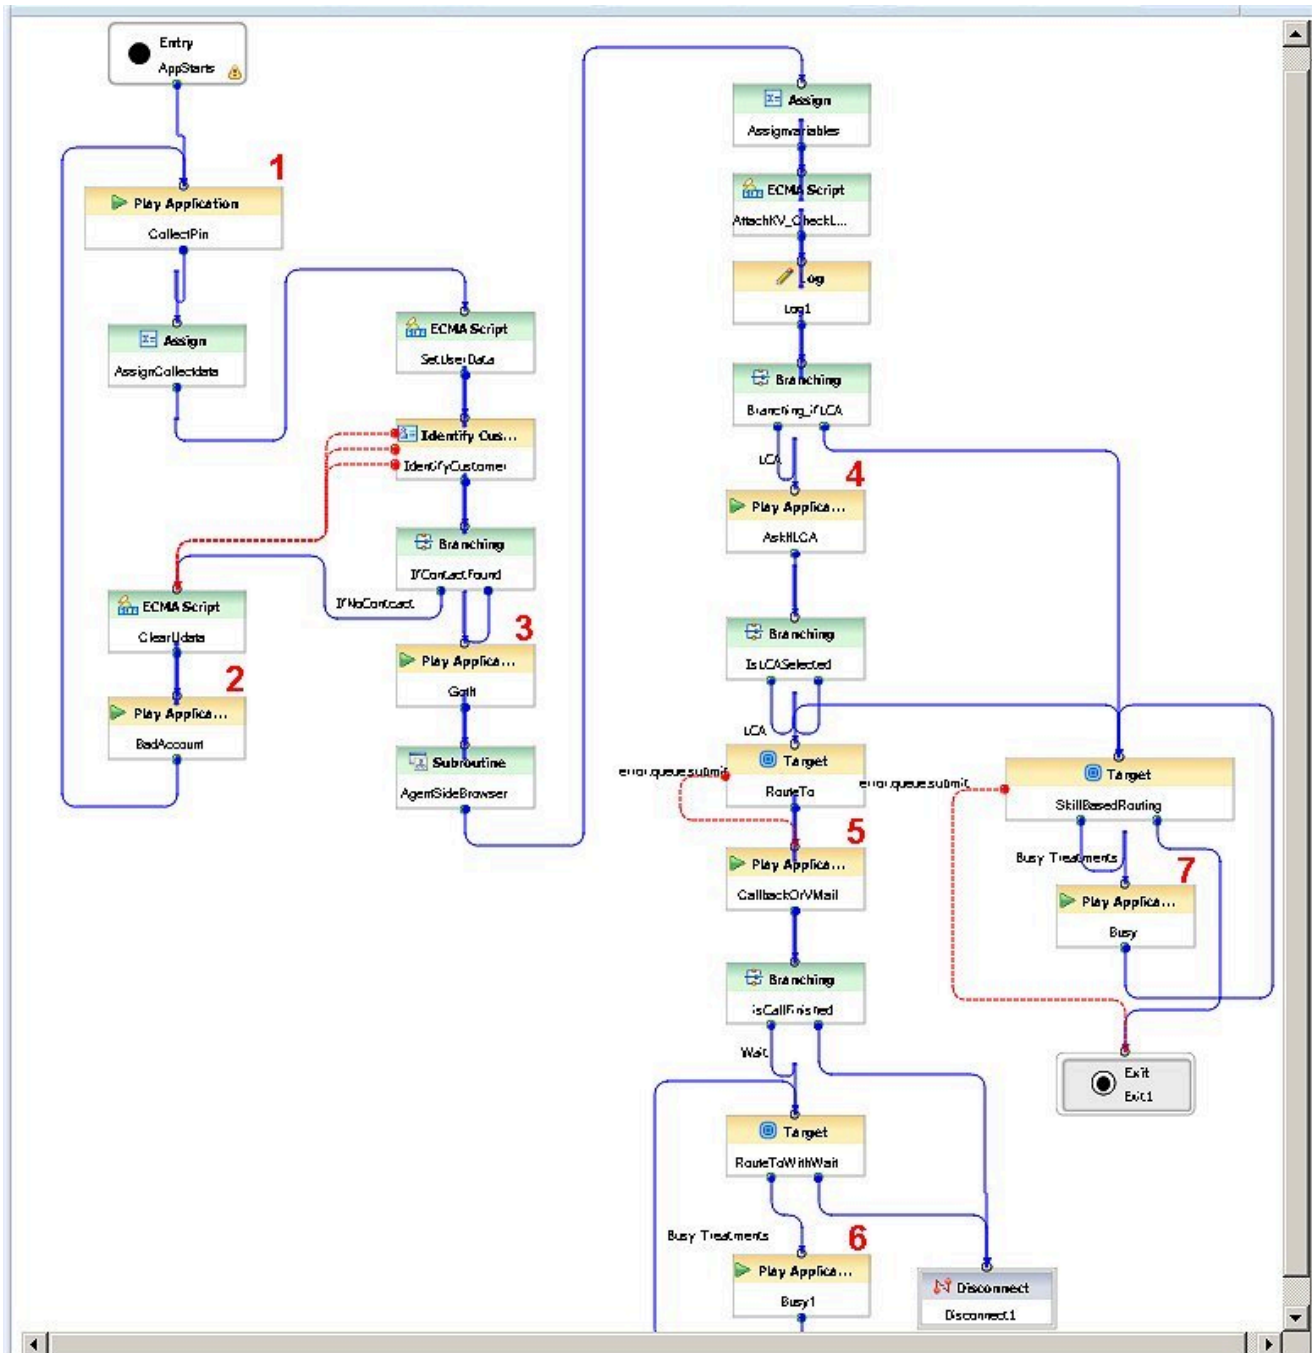 Entry
AppStarts
1
Play Application
CollectPin
Assign
AssignCollectdata
ECMA Script
SetUserData
Identify Cus...
IdentifyCustomer
Branching
IfContactFound
IfNoContcact
ECMA Script
ClearUdata
2
Play Applica...
BadAccount
3
Play Applica...
GotIt
Subroutine
AgentSideBrowser
Assign
Assignvariables
ECMA Script
AttachKV_CheckL...
Log
Log1
Branching
Branching_ifLCA
LCA
4
Play Applica...
AskIfLCA
Branching
IsLCASelected
LCA
Target
RouteTo
error.queue.submit
5
Play Applica...
CallbackOrVMail
Branching
isCallFinished
Wait
Target
RouteToWithWait
Busy Treatments
6
Play Applica...
Busy1
Disconnect
Disconnect1
error.queue.submit
Target
SkillBasedRouting
Busy Treatments
7
Play Applica...
Busy
Exit
Exit1